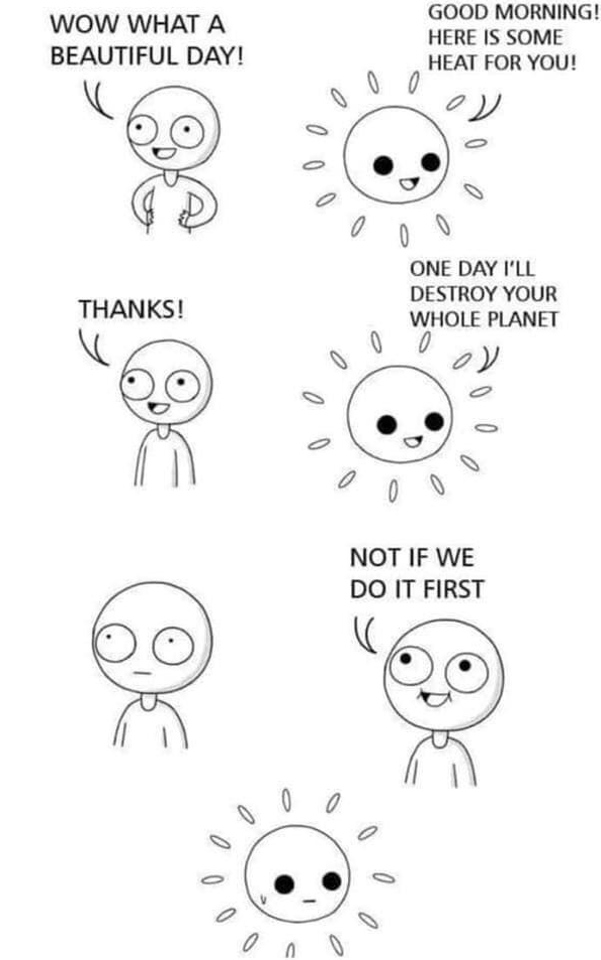 WOW WHAT A
BEAUTIFUL DAY!
GOOD MORNING!
HERE IS SOME
HEAT FOR YOU!
THANKS!
ONE DAY I'LL
DESTROY YOUR
WHOLE PLANET
NOT IF WE
DO IT FIRST